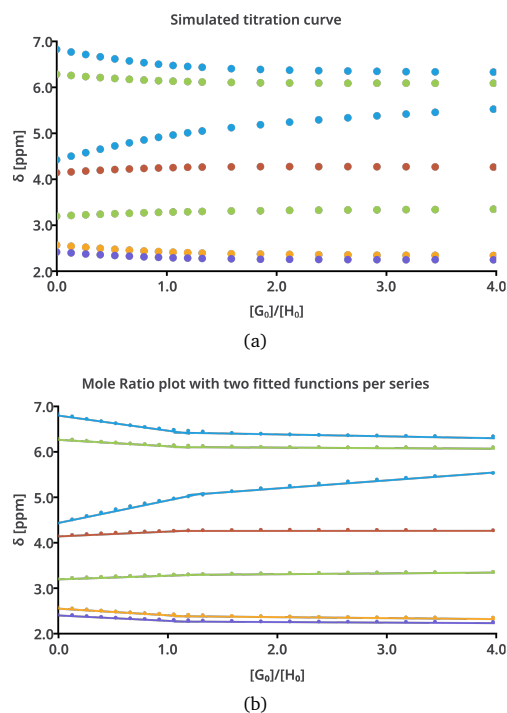 Simulated titration curve
7.0
6.0
5.0
4.0
3.0
2.0
δ [ppm]
0.0 1.0 2.0 3.0 4.0
[G₀]/[H₀]
(a)
Mole Ratio plot with two fitted functions per series
7.0
6.0
5.0
4.0
3.0
2.0
δ [ppm]
0.0 1.0 2.0 3.0 4.0
[G₀]/[H₀]
(b)